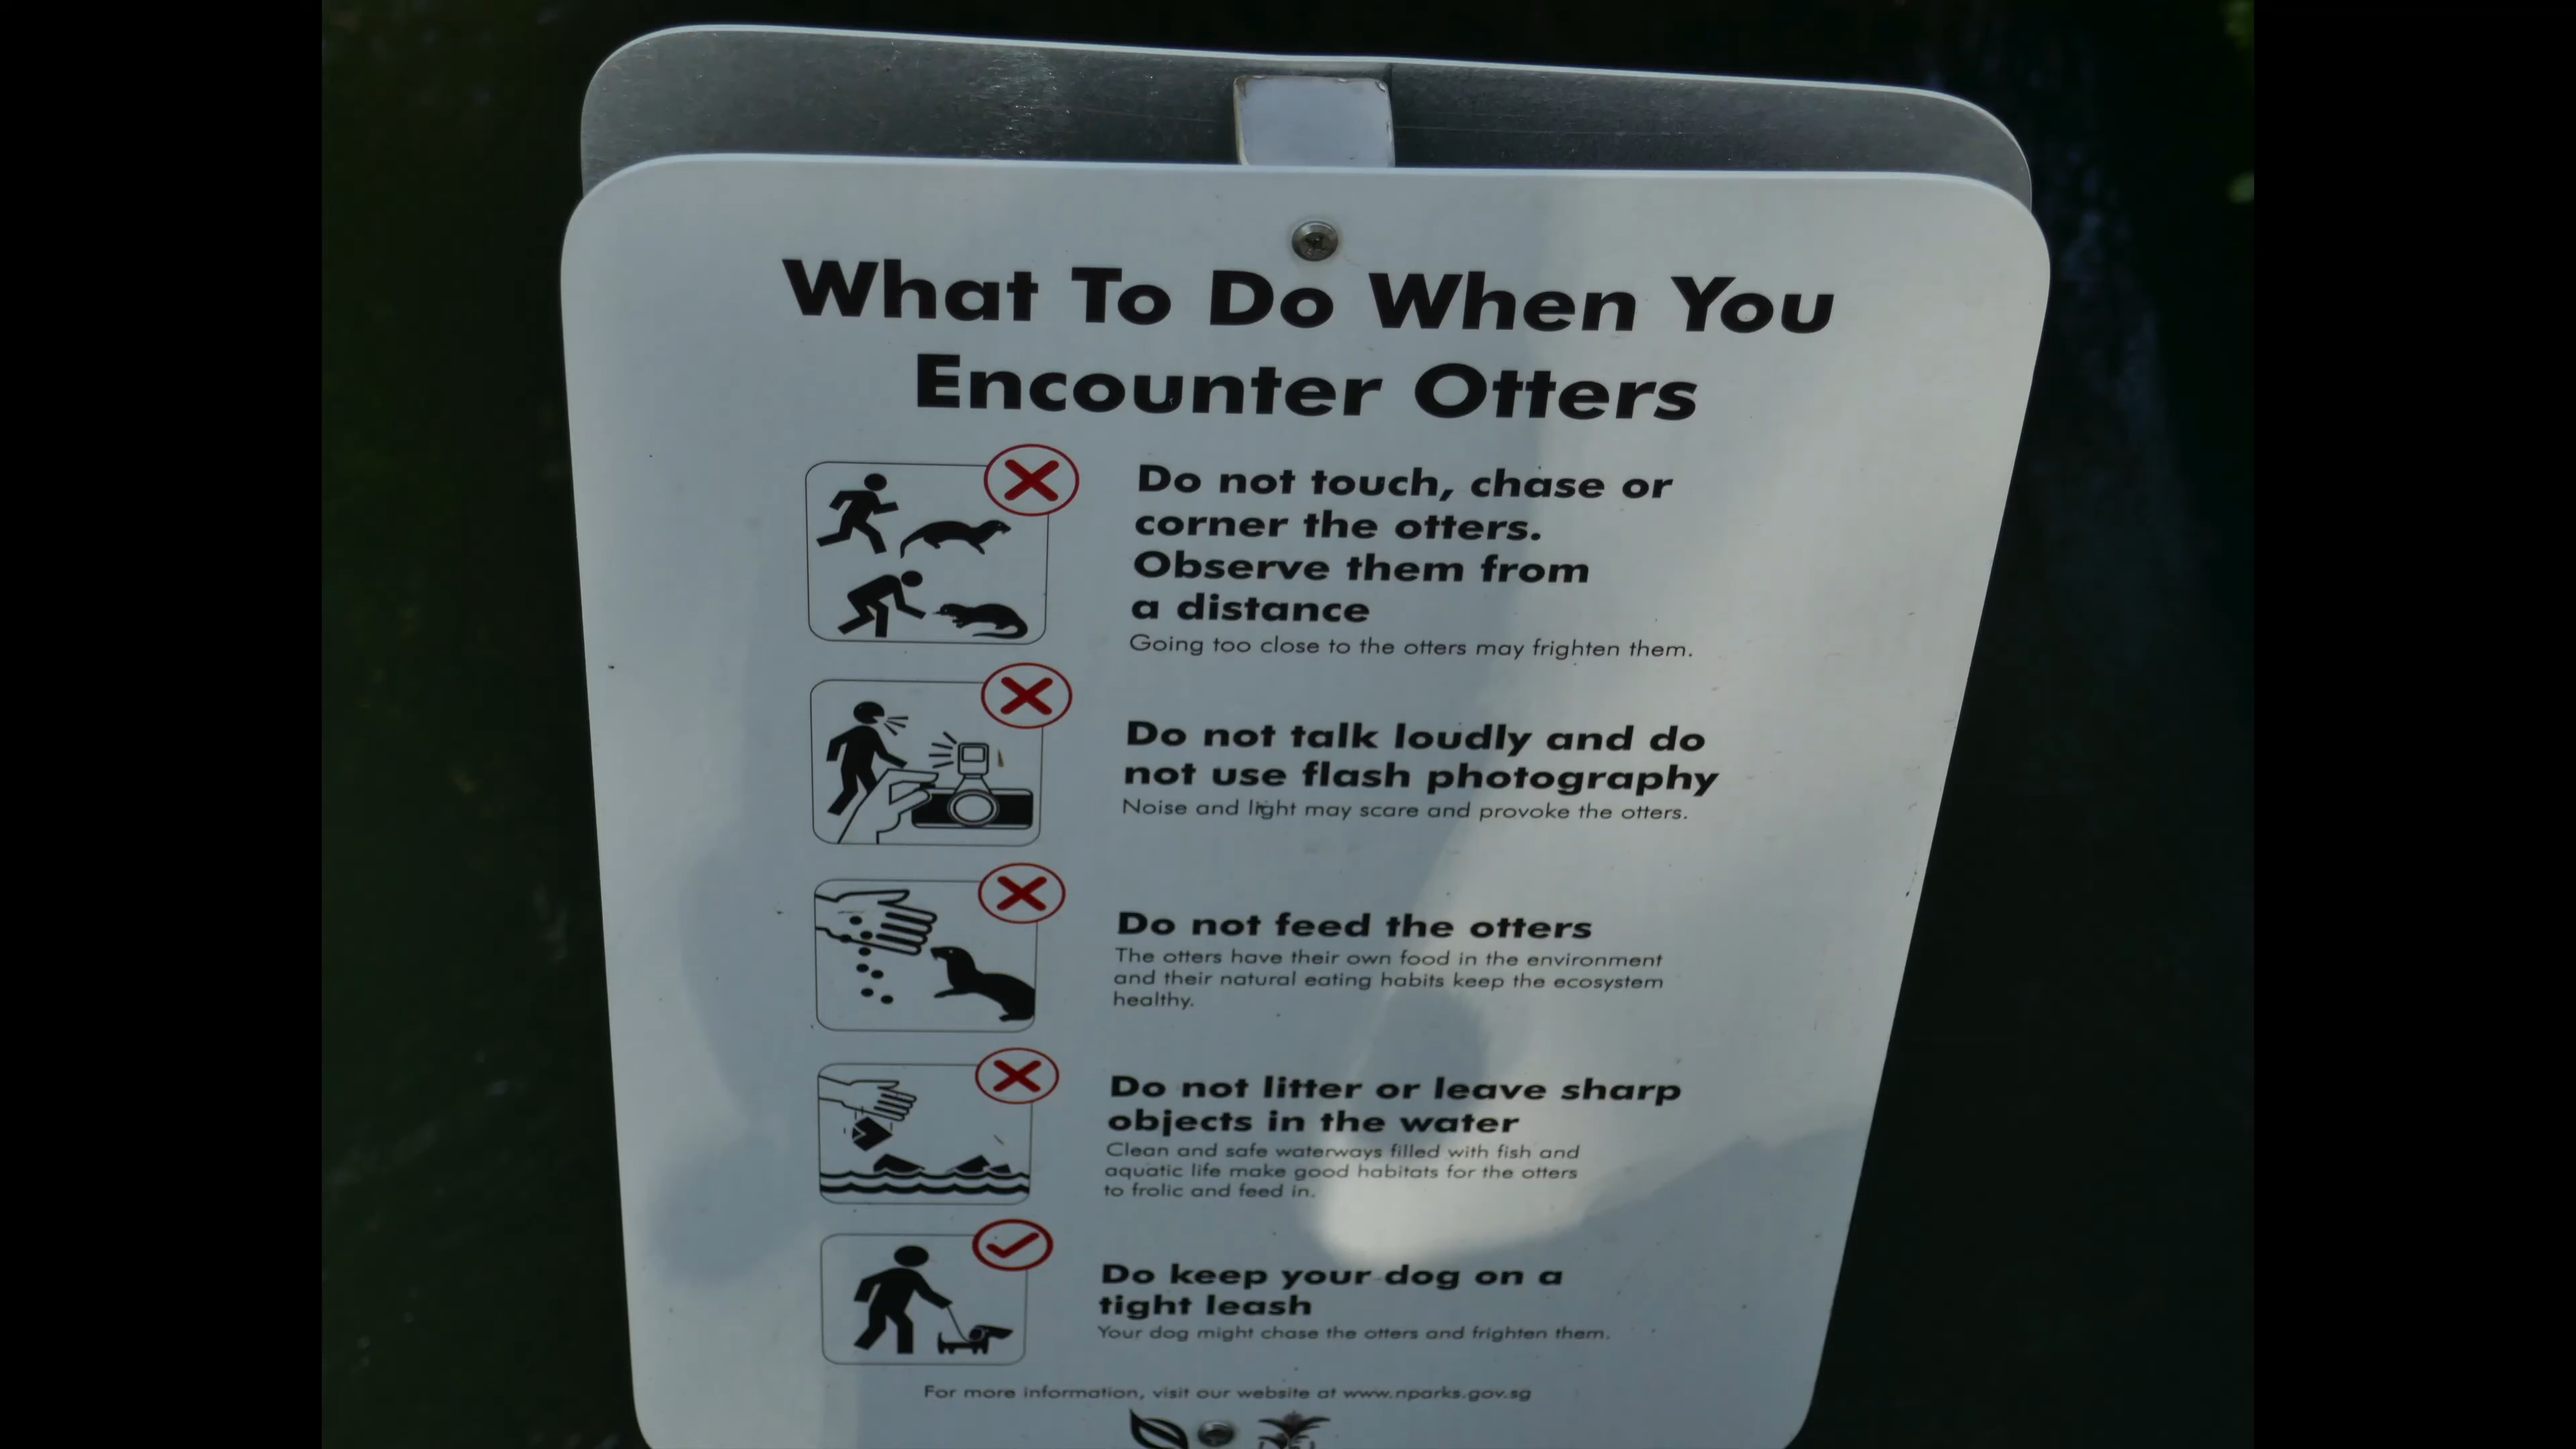 What To Do When You
Encounter Otters
Do not touch, chase or
corner the otters.
Observe them from
a distance
Going too close to the otters may frighten them.
Do not talk loudly and do
not use flash photography
Noise and light may scare and provoke the otters.
Do not feed the otters
The otters have their own food in the environment
and their natural eating habits keep the ecosystem
healthy.
Do not litter or leave sharp
objects in the water
Clean and safe waterways filled with fish and
aquatic life make good habitats for the otters
to frolic and feed in.
Do keep your dog on a
tight leash
Your dog might chase the otters and frighten them.
For more information, visit our website at www.nparks.gov.sg